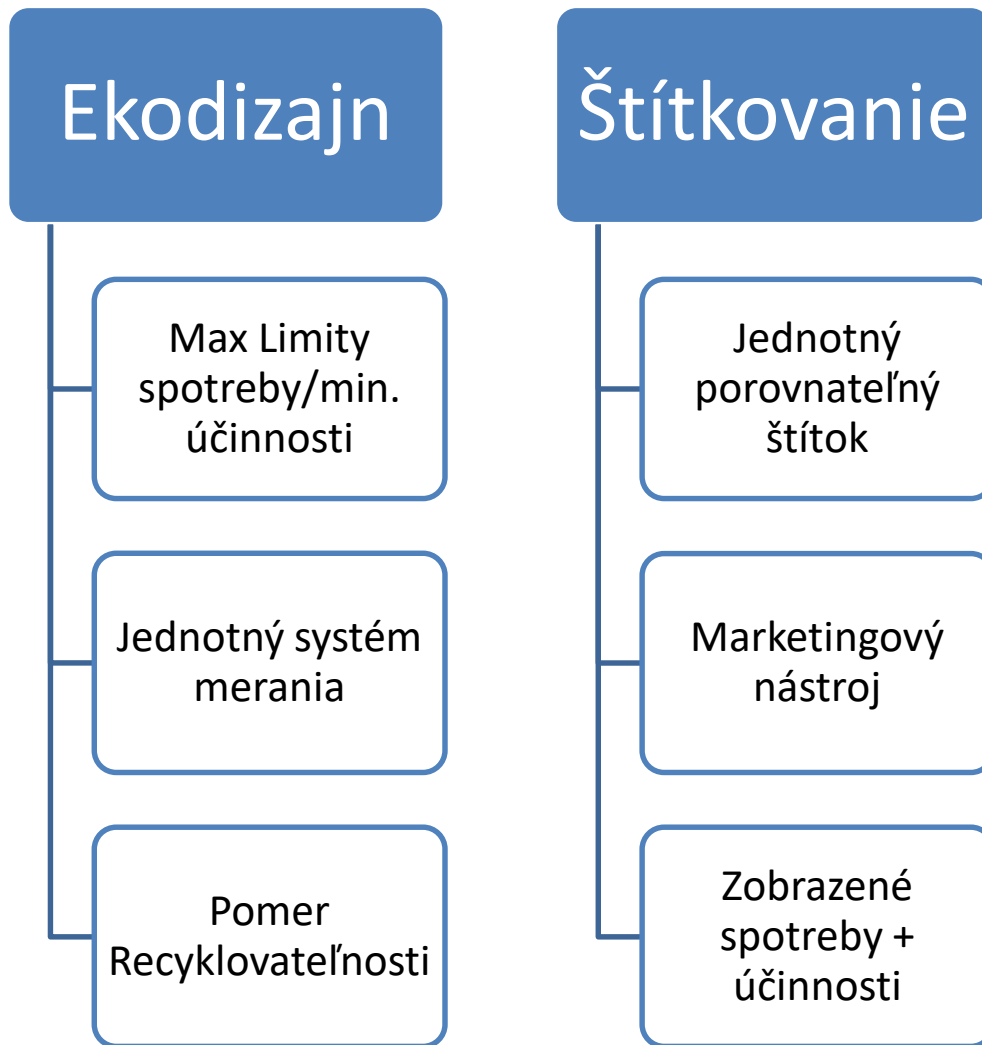 Ekodizajn
Max Limity
spotreby/min.
účinnosti
Jednotný systém
merania
Pomer
Recyklovateľnosti
Štítkovanie
Jednotný
porovnateľný
štítok
Marketingový
nástroj
Zobrazené
spotreby +
účinnosti